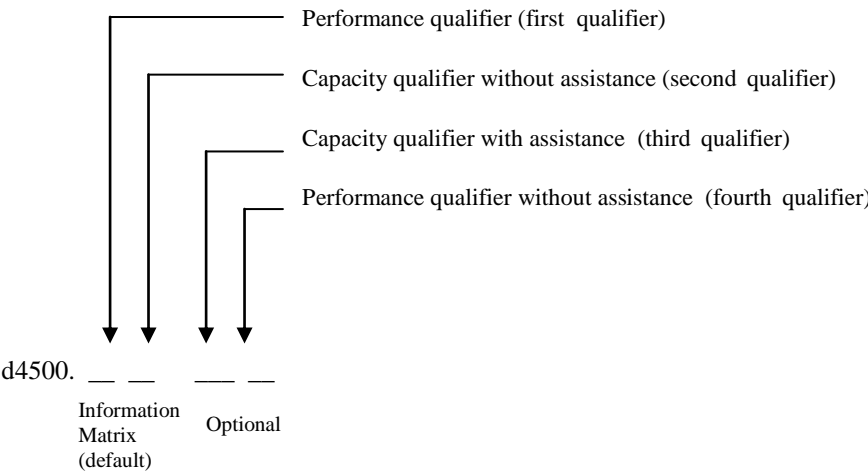 Performance qualifier (first qualifier)
Capacity qualifier without assistance (second qualifier)
Capacity qualifier with assistance (third qualifier)
Performance qualifier without assistance (fourth qualifier)
d4500. __ __ ___ __
Information
Matrix
(default)
Optional